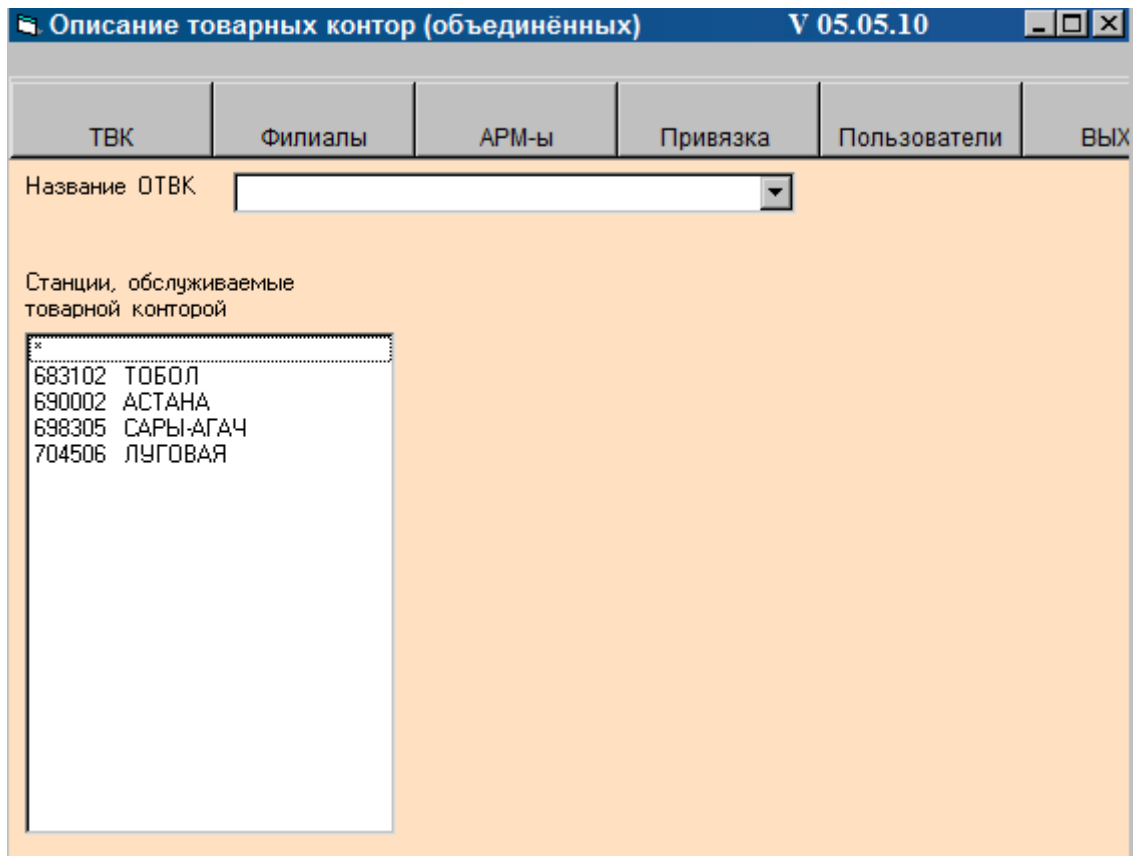 Описание товарных контор (объединённых) V 05.05.10
ТВК Филиалы АРМ-ы Привязка Пользователи ВЫХ
Название ОТВК
Станции, обслуживаемые
товарной конторой
*
683102 ТОБОЛ
690002 АСТАНА
698305 САРЫ-АГАЧ
704506 ЛУГОВАЯ